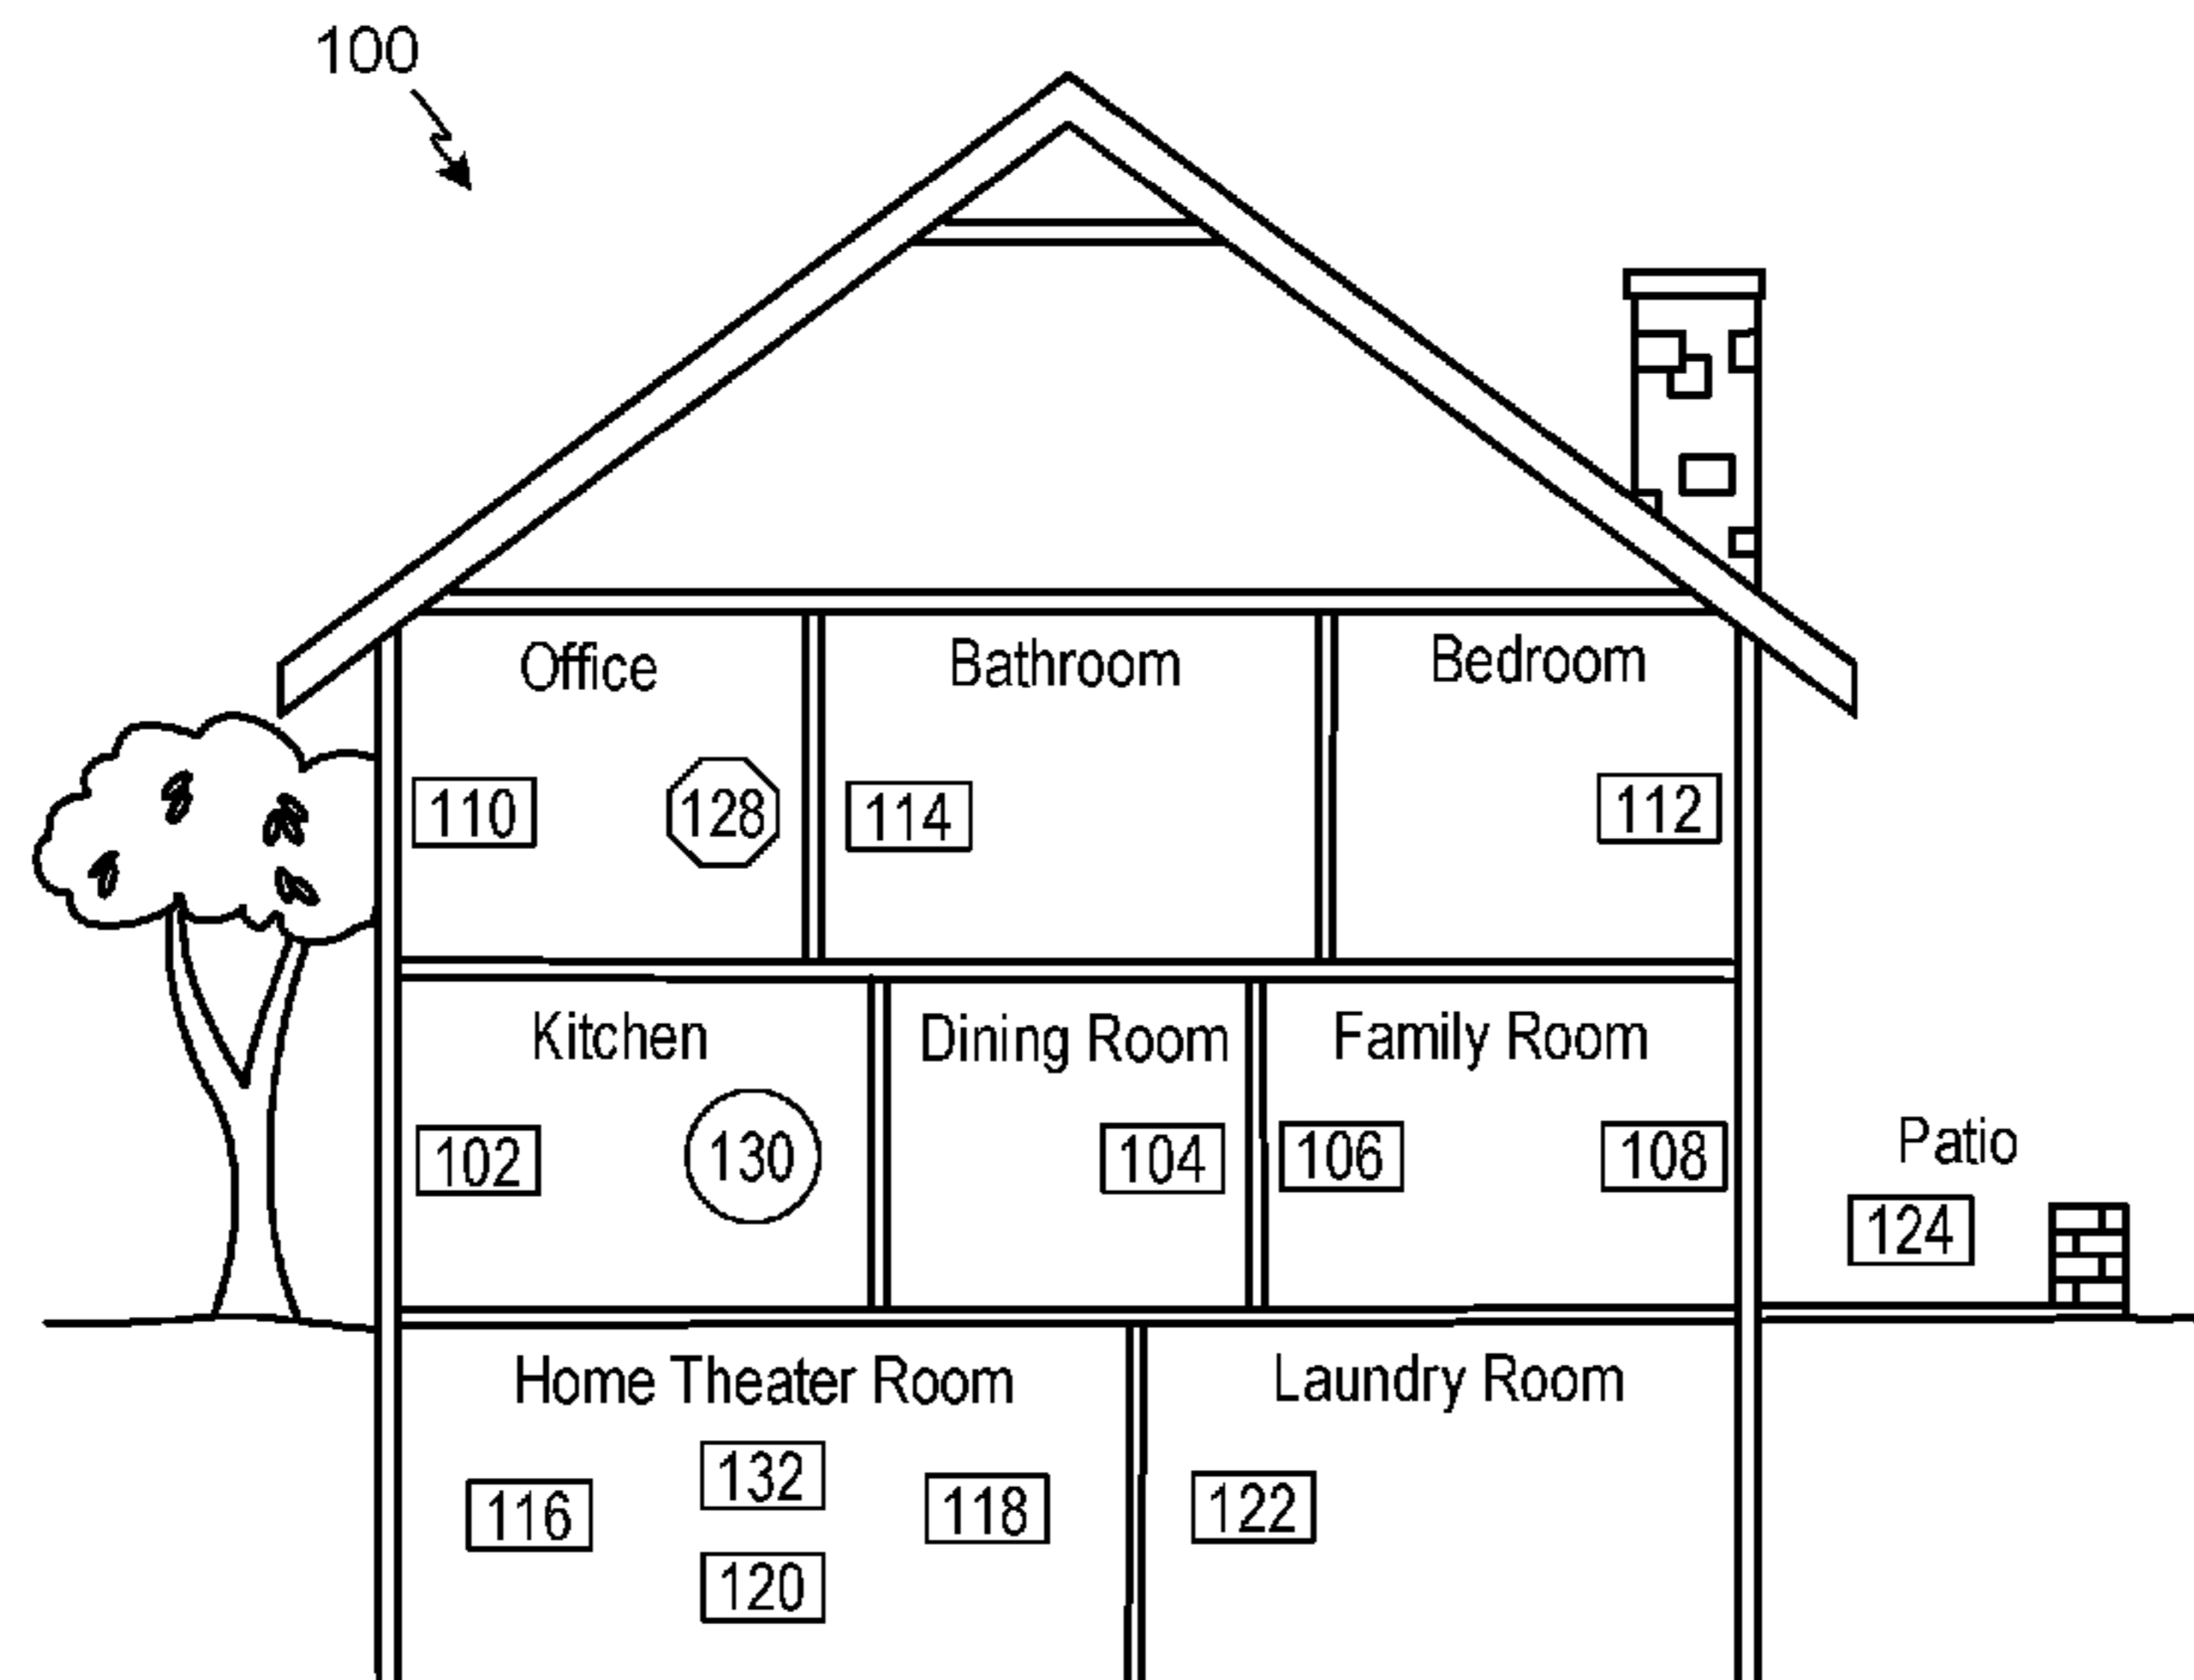 100
Office
Bathroom
Bedroom
110
128
114
112
Kitchen
Dining Room
Family Room
Patio
102
130
104
106
108
124
Home Theater Room
Laundry Room
132
116
118
122
120